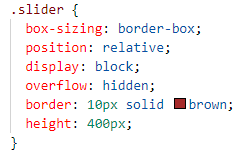 .slider {
box-sizing: border-box;
position: relative;
display: block;
overflow: hidden;
border: 10px solid brown;
height: 400px;
}